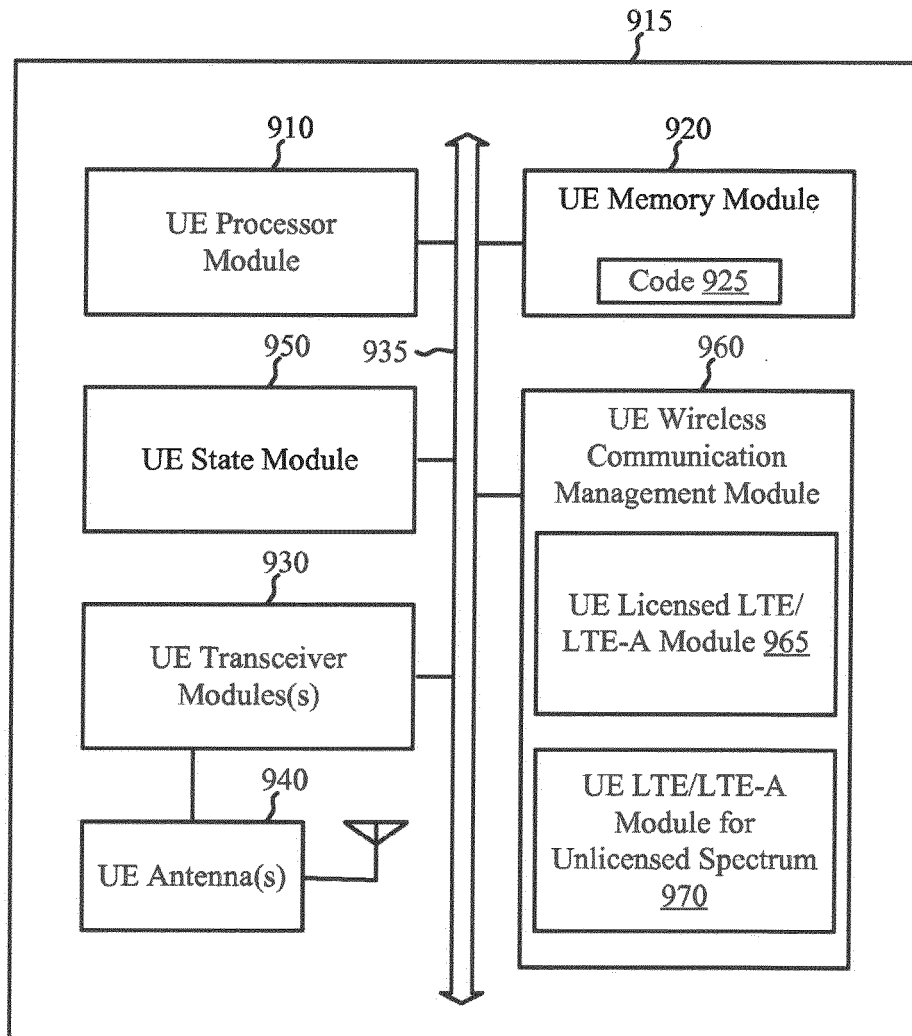 915
910
UE Processor
Module
920
UE Memory Module
Code 925
950
UE State Module
935
960
UE Wireless
Communication
Management Module
930
UE Transceiver
Modules(s)
UE Licensed LTE/
LTE-A Module 965
940
UE Antenna(s)
UE LTE/LTE-A
Module for
Unlicensed Spectrum
970